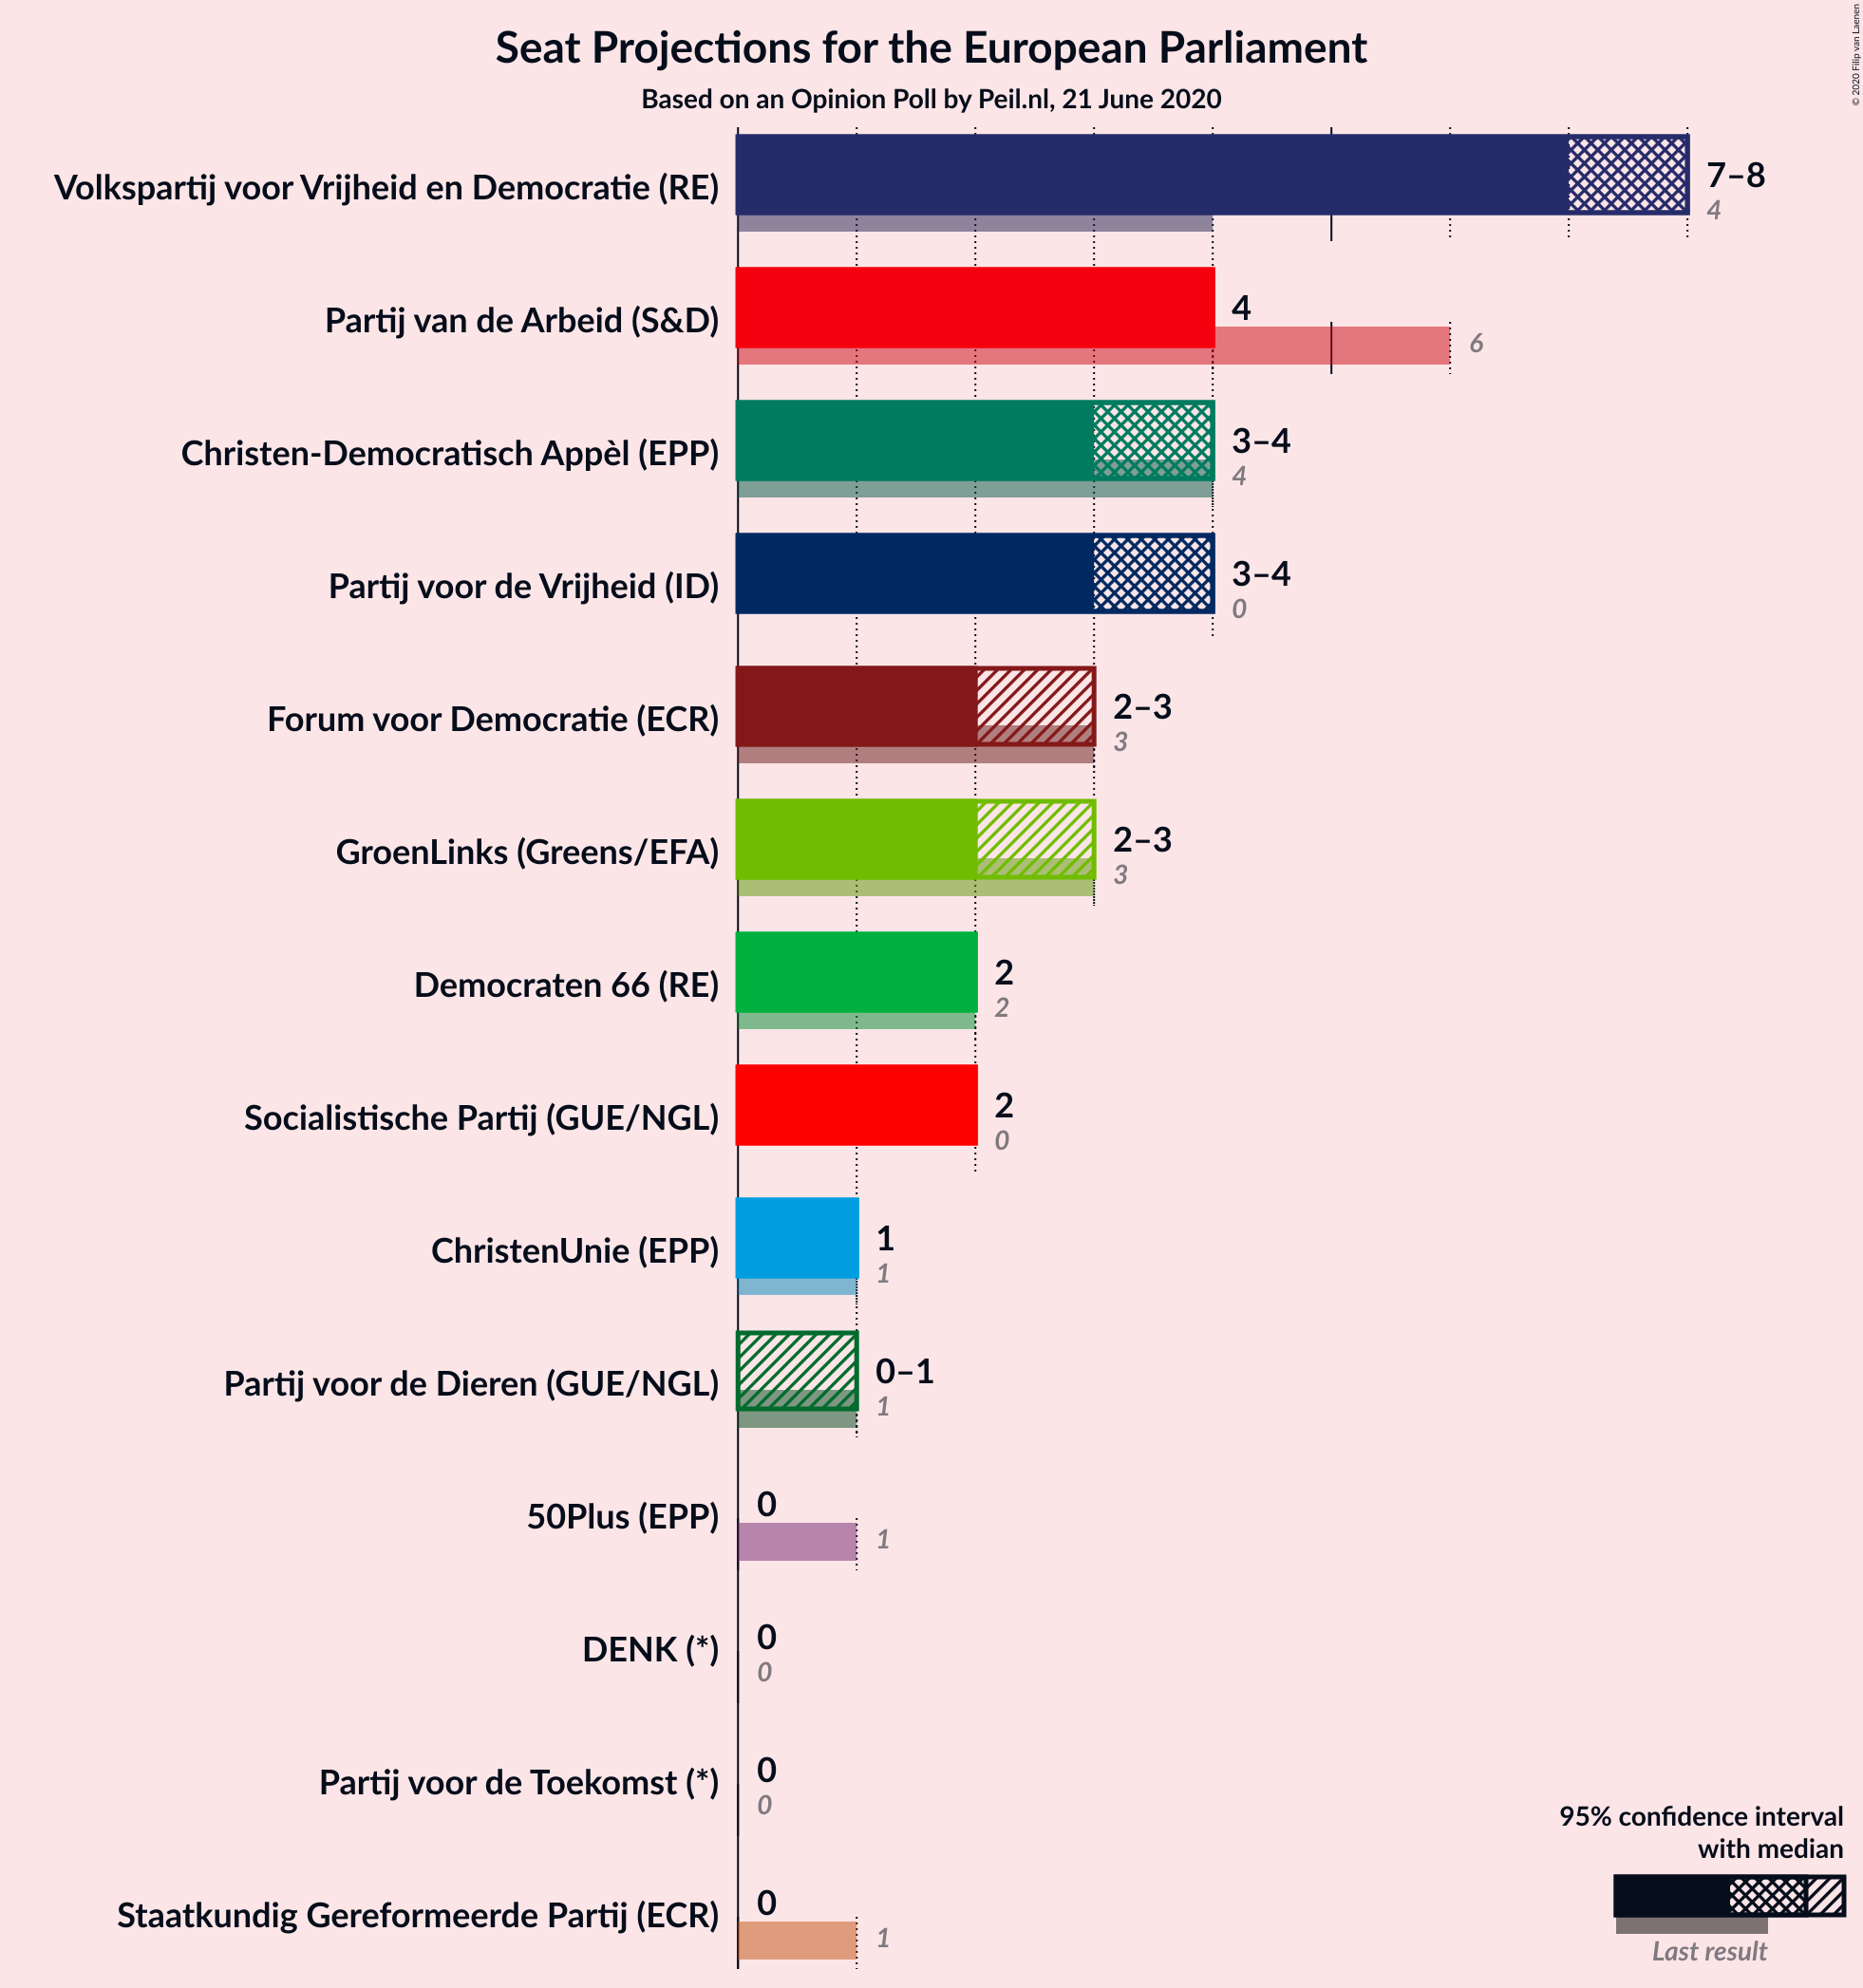 Seat Projections for the European Parliament
Based on an Opinion Poll by Peil.nl, 21 June 2020
© 2020 Filip van Laenen
Volkspartij voor Vrijheid en Democratie (RE)
7–8
4
Partij van de Arbeid (S&D)
4
6
Christen-Democratisch Appèl (EPP)
3–4
4
Partij voor de Vrijheid (ID)
3–4
0
Forum voor Democratie (ECR)
2–3
3
GroenLinks (Greens/EFA)
2–3
3
Democraten 66 (RE)
2
2
Socialistische Partij (GUE/NGL)
2
0
ChristenUnie (EPP)
1
1
Partij voor de Dieren (GUE/NGL)
0–1
1
50Plus (EPP)
0
1
DENK (*)
0
0
Partij voor de Toekomst (*)
0
0
Staatkundig Gereformeerde Partij (ECR)
0
1
95% confidence interval
with median
Last result